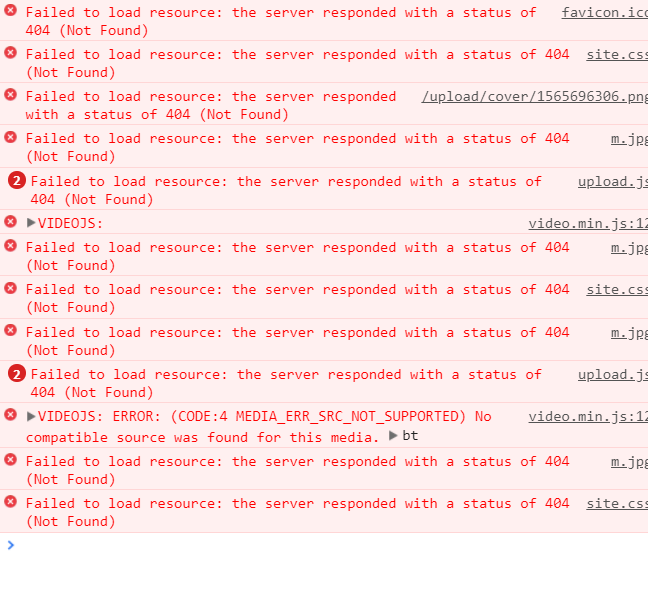 Failed to load resource: the server responded with a status of favicon.ico
404 (Not Found)
Failed to load resource: the server responded with a status of 404 site.css
(Not Found)
Failed to load resource: the server responded /upload/cover/1565696306.png
with a status of 404 (Not Found)
Failed to load resource: the server responded with a status of 404 m.jpg
(Not Found)
2 Failed to load resource: the server responded with a status of upload.js
404 (Not Found)
VIDEOJS: video.min.js:12
Failed to load resource: the server responded with a status of 404 m.jpg
(Not Found)
Failed to load resource: the server responded with a status of 404 site.css
(Not Found)
Failed to load resource: the server responded with a status of 404 m.jpg
(Not Found)
2 Failed to load resource: the server responded with a status of upload.js
404 (Not Found)
VIDEOJS: ERROR: (CODE:4 MEDIA_ERR_SRC_NOT_SUPPORTED) No video.min.js:12
compatible source was found for this media. bt
Failed to load resource: the server responded with a status of 404 m.jpg
(Not Found)
Failed to load resource: the server responded with a status of 404 site.css
(Not Found)